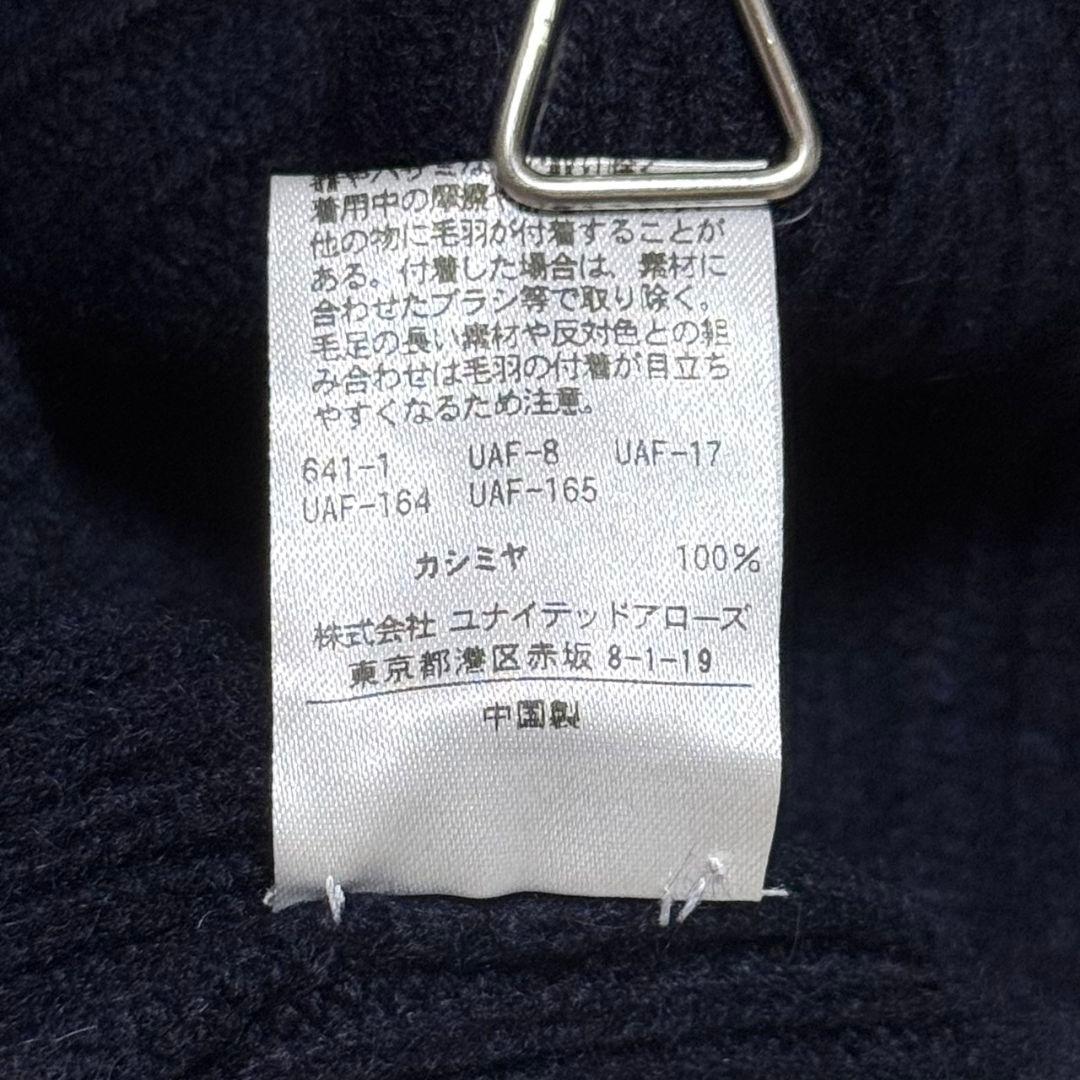 着用中の摩擦や
他の物に毛羽が付着することが
ある。付着した場合は、素材に
合わせたブラシ等で取り除く。
毛足の長い素材や反対色との組
み合わせは毛羽の付着が目立ち
やすくなるため注意。
641-1 UAF-8 UAF-17
UAF-164 UAF-165
カシミヤ 100%
株式会社 ユナイテッドアローズ
東京都港区赤坂 8-1-19
中国製